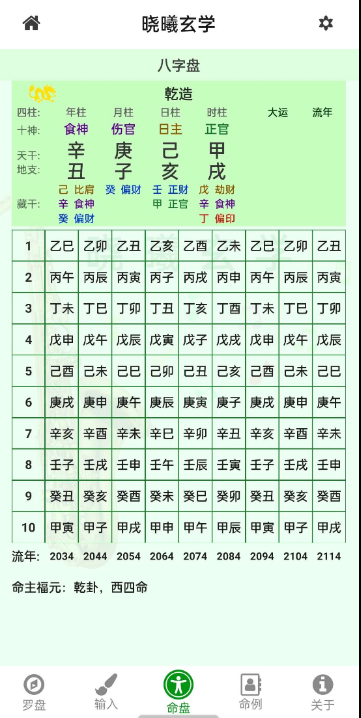 晓曦玄学
八字盘
乾造
四柱: 年柱 月柱 日柱 时柱 大运 流年
十神: 食神 伤官 日主 正官
天干: 辛 庚 己 甲
地支: 丑 子 亥 戌
己 比肩 癸 偏财 壬 正财 戊 劫财
藏干: 辛 食神 甲 正官 辛 食神
癸 偏财 丁 偏印
1 乙巳 乙卯 乙丑 乙亥 乙酉 乙未 乙巳 乙卯 乙丑
2 丙午 丙辰 丙寅 丙子 丙戌 丙申 丙午 丙辰 丙寅
3 丁未 丁巳 丁卯 丁丑 丁亥 丁酉 丁未 丁巳 丁卯
4 戊申 戊午 戊辰 戊寅 戊子 戊戌 戊申 戊午 戊辰
5 己酉 己未 己巳 己卯 己丑 己亥 己酉 己未 己巳
6 庚戌 庚申 庚午 庚辰 庚寅 庚子 庚戌 庚申 庚午
7 辛亥 辛酉 辛未 辛巳 辛卯 辛丑 辛亥 辛酉 辛未
8 壬子 壬戌 壬申 壬午 壬辰 壬寅 壬子 壬戌 壬申
9 癸丑 癸亥 癸酉 癸未 癸巳 癸卯 癸丑 癸亥 癸酉
10 甲寅 甲子 甲戌 甲申 甲午 甲辰 甲寅 甲子 甲戌
流年: 2034 2044 2054 2064 2074 2084 2094 2104 2114
命主福元：乾卦，西四命
罗盘 输入 命盘 命例 关于